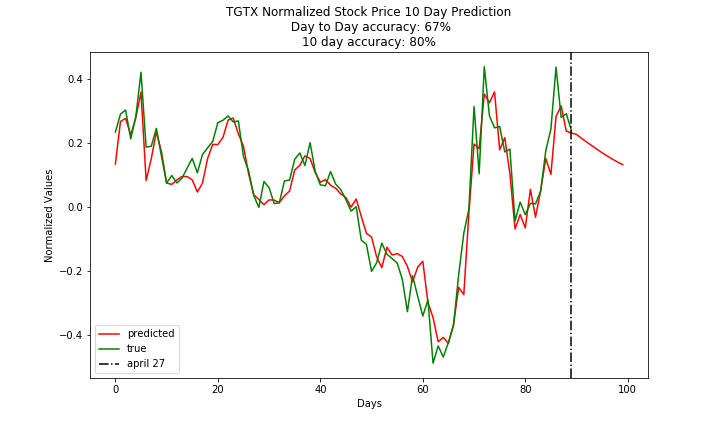 TGTX Normalized Stock Price 10 Day Prediction
Day to Day accuracy: 67%
10 day accuracy: 80%
0.4
0.2
0.0
−0.2
−0.4
Normalized Values
predicted
true
april 27
0 20 40 60 80 100
Days